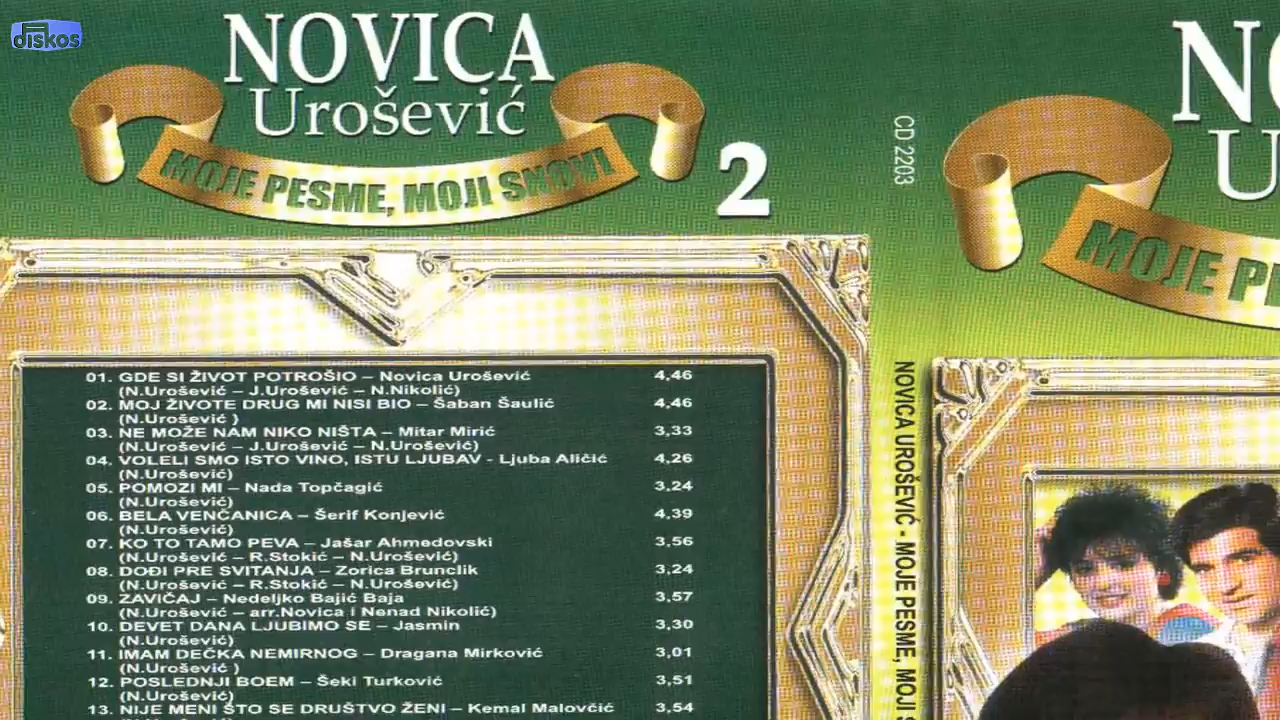 diskos
NOVICA
Urošević
MOJE PESME, MOJI SNOVI
2
01. GDE SI ŽIVOT POTROŠIO – Novica Urošević 4,46
(N.Urošević – J.Urošević – N.Nikolić)
02. MOJ ŽIVOTE DRUG MI NISI BIO – Šaban Šaulić 4,46
(N.Urošević )
03. NE MOŽE NAM NIKO NIŠTA – Mitar Mirić 3,33
(N.Urošević – J.Urošević – N.Urošević)
04. VOLELI SMO ISTO VINO, ISTU LJUBAV - Ljuba Aličić 4,26
(N.Urošević)
05. POMOZI MI – Nada Topčagić 3,24
(N.Urošević)
06. BELA VENČANICA – Šerif Konjević 4,39
(N.Urošević)
07. KO TO TAMO PEVA – Jašar Ahmedovski 3,56
(N.Urošević – R.Stokić – N.Urošević)
08. DOĐI PRE SVITANJA – Zorica Brunclik 3,24
(N.Urošević – R.Stokić – N.Urošević)
09. ZAVIČAJ – Nedeljko Bajić Baja 3,57
(N.Urošević – arr.Novica i Nenad Nikolić)
10. DEVET DANA LJUBIMO SE – Jasmin 3,30
(N.Urošević)
11. IMAM DEČKA NEMIRNOG – Dragana Mirković 3,01
(N.Urošević )
12. POSLEDNJI BOEM – Šeki Turković 3,51
(N.Urošević)
13. NIJE MENI ŠTO SE DRUŠTVO ŽENI – Kemal Malovčić 3,54
CD 2203
NOVICA UROŠEVIĆ - MOJE PESME, MOJI
NO
U
MOJE PE